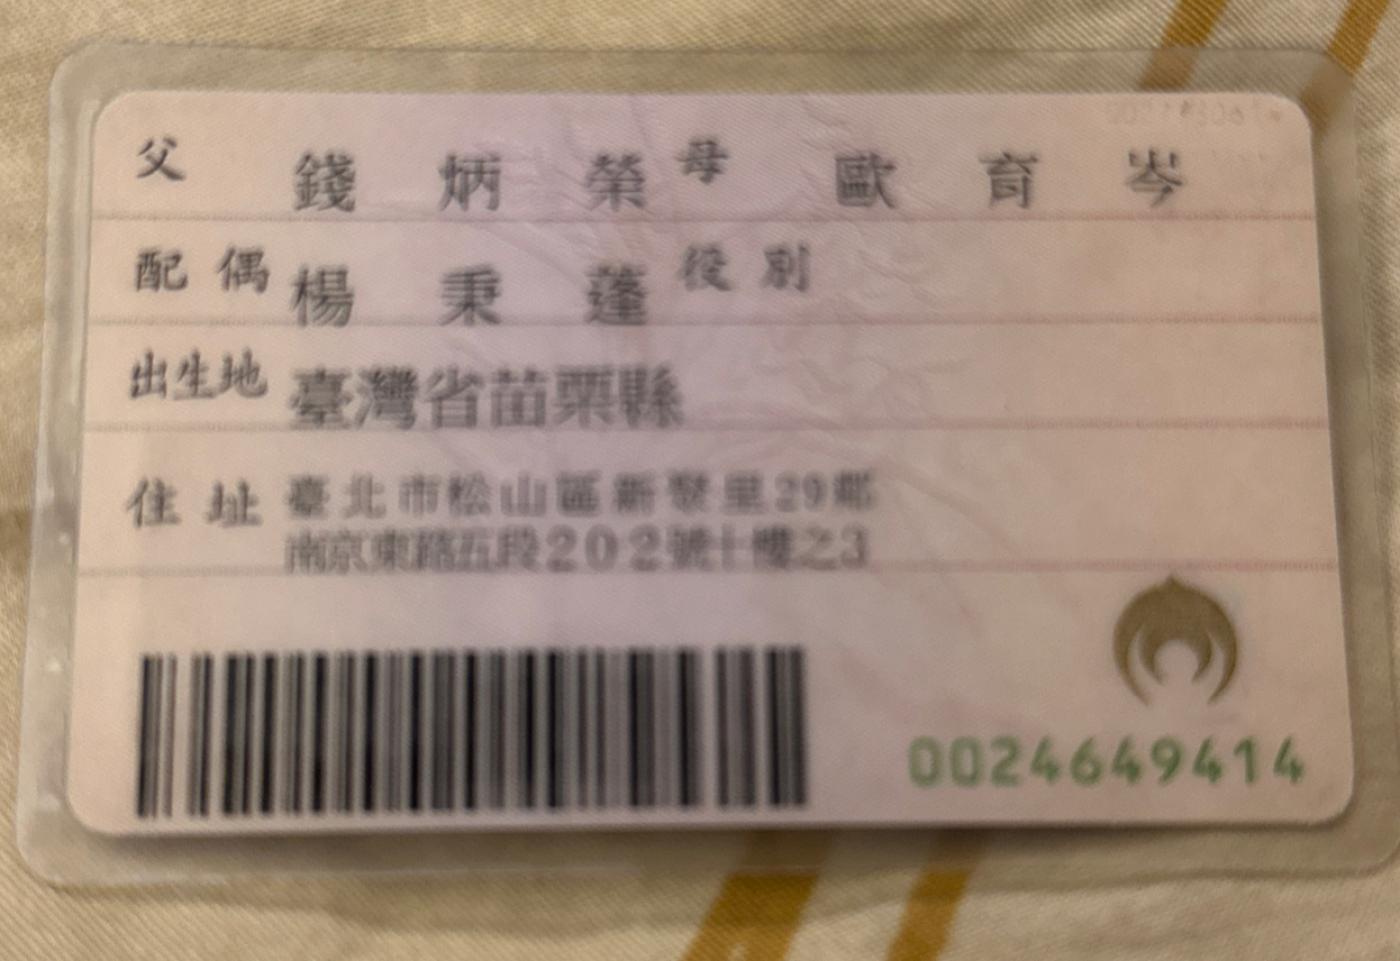 父 錢炳榮 母 歐育岑
配偶 楊秉蓬 役別
出生地 臺灣省苗栗縣
住址 臺北市松山區新聚里29鄰
南京東路五段202號十樓之3
0024649414